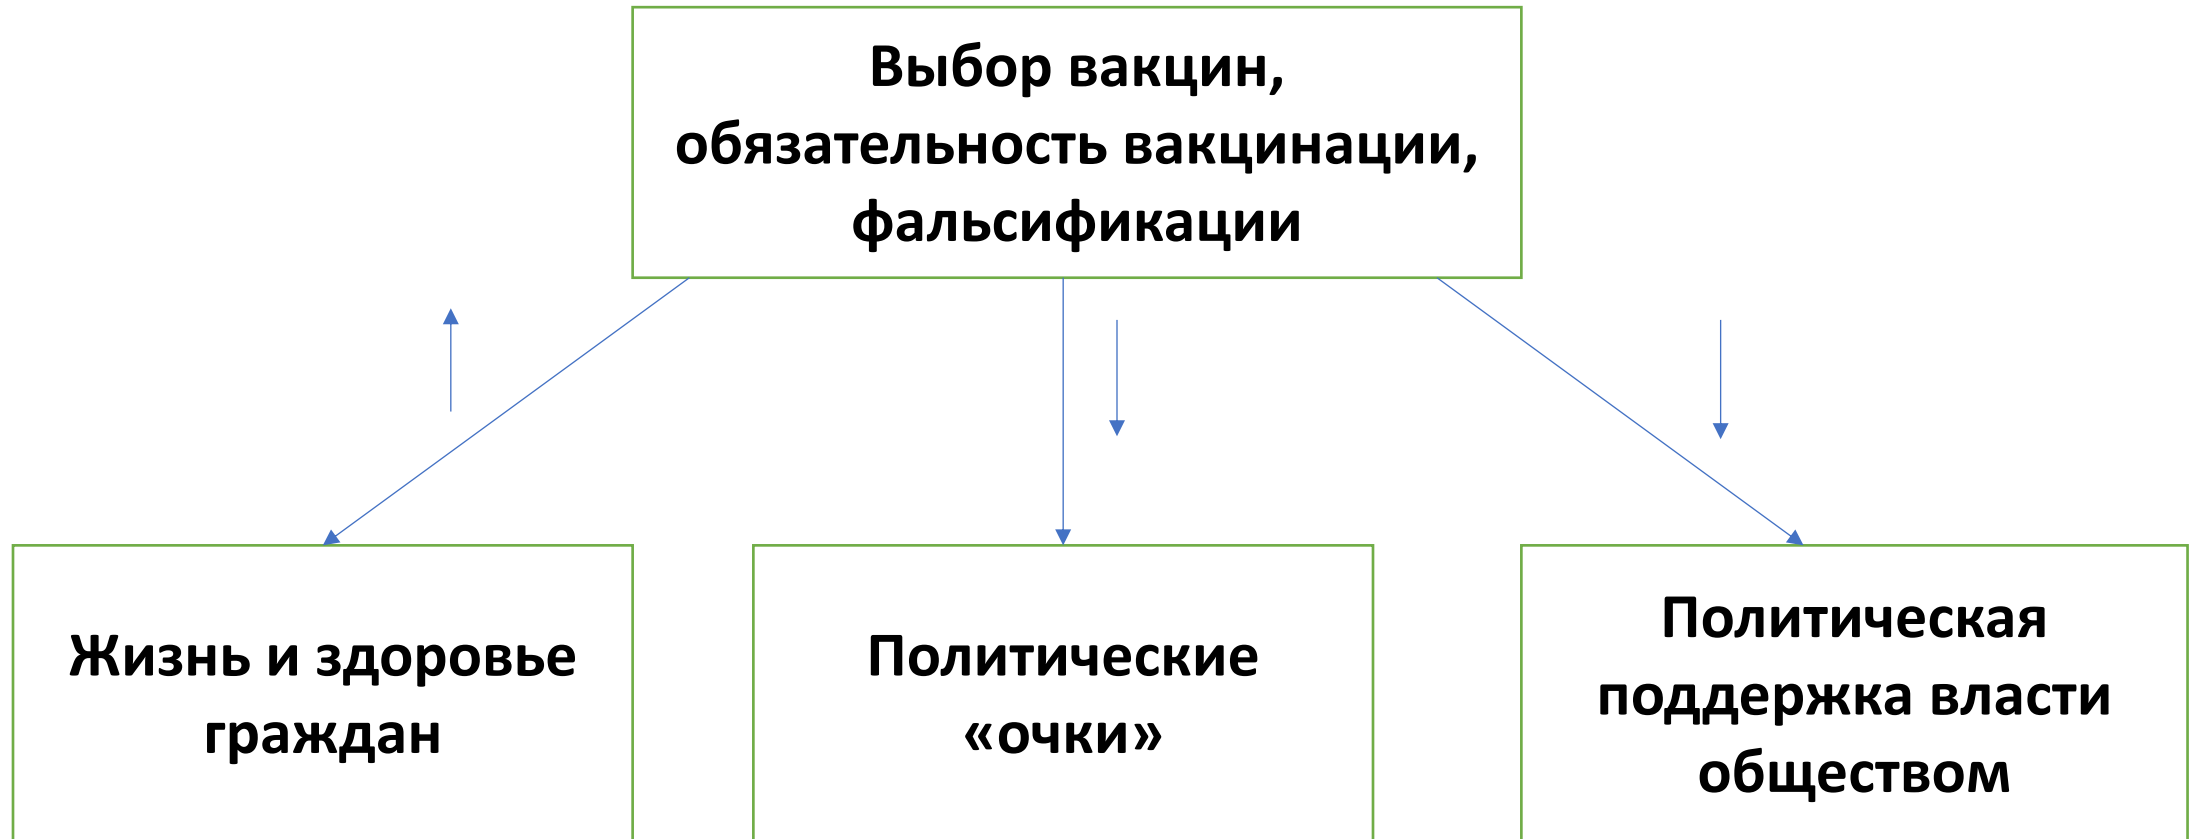 Выбор вакцин,
обязательность вакцинации,
фальсификации
Жизнь и здоровье
граждан
Политические
«очки»
Политическая
поддержка власти
обществом